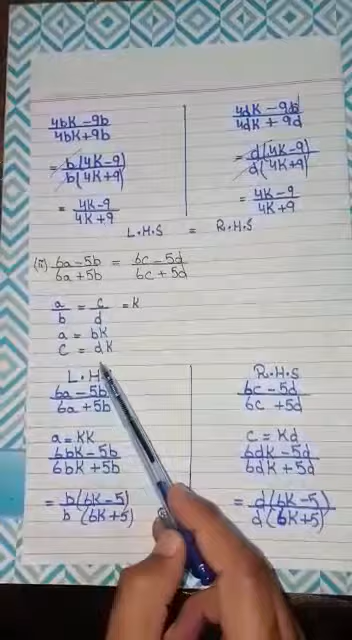 4bK-9b
4bK+9b
= b(4K-9)
b(4K+9)
= 4K-9
4K+9
4dK-9b
4dK+9d
= d(4K-9)
d(4K+9)
= 4K-9
4K+9
L.H.S = R.H.S
(ii) 6a-5b = 6c-5d
6a+5b 6c+5d
a = c = K
b d
a = bK
C = dK
L.H
6a-5b
6a+5b
a=KK
6bK-5b
6bK+5b
= b(6K-5)
b (6K+5)
R.H.S
6c-5d
6c+5d
c=Kd
6dK-5d
6dK+5d
= d(6K-5)
d(6K+5)